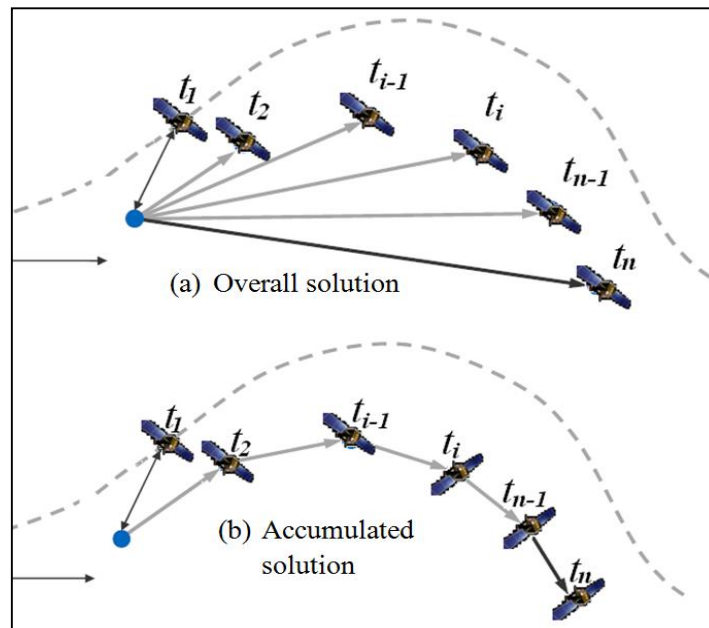 t₁
t₂
tᵢ₋₁
tᵢ
tₙ₋₁
tₙ
(a) Overall solution
t₁
t₂
tᵢ₋₁
tᵢ
tₙ₋₁
tₙ
(b) Accumulated
solution